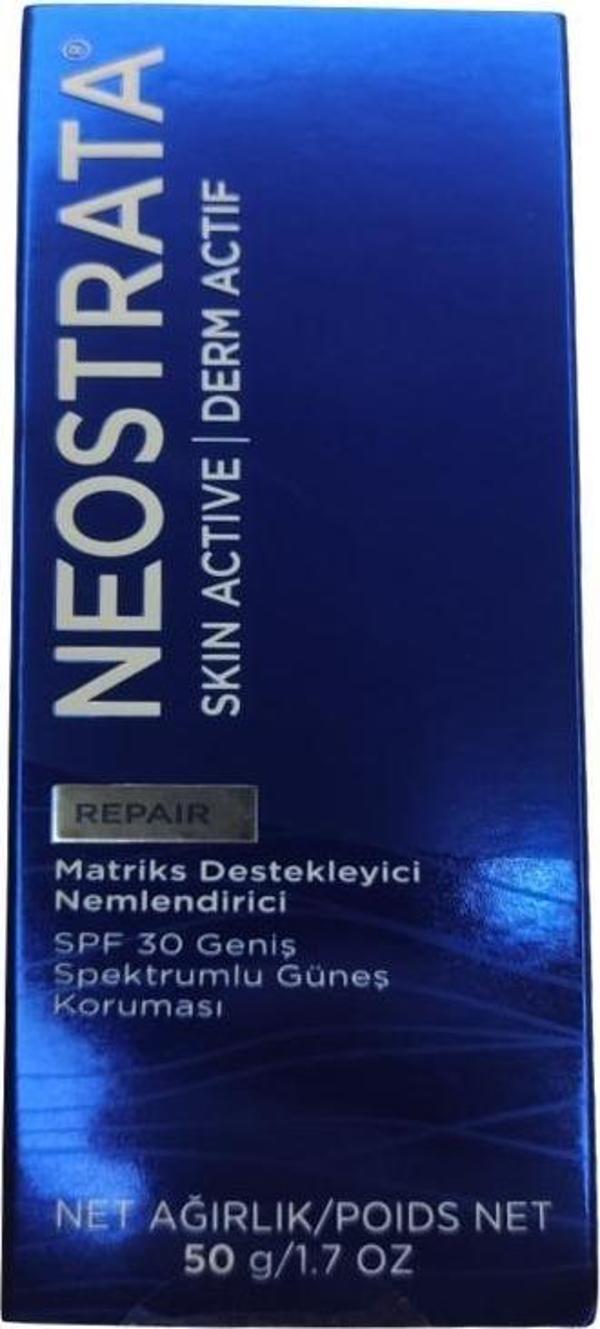 NEOSTRATA®
SKIN ACTIVE | DERM ACTIF
REPAIR
Matriks Destekleyici
Nemlendirici
SPF 30 Geniş
Spektrumlu Güneş
Koruması
NET AĞIRLIK/POIDS NET
50 g/1.7 OZ